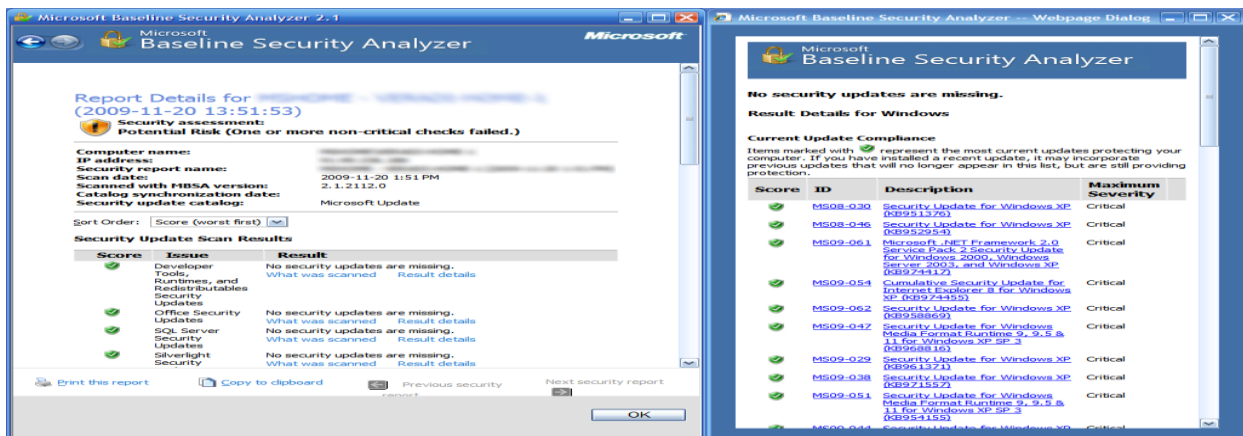 Microsoft Baseline Security Analyzer 2.1
Microsoft
Baseline Security Analyzer
Microsoft
Report Details for
(2009-11-20 13:51:53)
Security assessment:
Potential Risk (One or more non-critical checks failed.)
Computer name:
IP address:
Security report name:
Scan date: 2009-11-20 1:51 PM
Scanned with MBSA version: 2.1.2112.0
Catalog synchronization date:
Security update catalog: Microsoft Update
Sort Order: Score (worst first)
Security Update Scan Results
Score Issue Result
Developer No security updates are missing.
Tools, What was scanned Result details
Runtimes, and
Redistributables
Security
Updates
Office Security No security updates are missing.
Updates What was scanned Result details
SQL Server No security updates are missing.
Security What was scanned Result details
Updates
Silverlight No security updates are missing.
Security What was scanned Result details
Print this report Copy to clipboard Previous security Next security report
report
OK
Microsoft Baseline Security Analyzer -- Webpage Dialog
Microsoft
Baseline Security Analyzer
No security updates are missing.
Result Details for Windows
Current Update Compliance
Items marked with represent the most current updates protecting your
computer. If you have installed a recent update, it may incorporate
previous updates that will no longer appear in this list, but are still providing
protection.
Score ID Description Maximum
Severity
MS08-030 Security Update for Windows XP Critical
(KB951376)
MS08-046 Security Update for Windows XP Critical
(KB952954)
MS09-061 Microsoft .NET Framework 2.0 Critical
Service Pack 2 Security Update
for Windows 2000, Windows
Server 2003, and Windows XP
(KB974417)
MS09-054 Cumulative Security Update for Critical
Internet Explorer 8 for Windows
XP (KB974455)
MS09-062 Security Update for Windows XP Critical
(KB958869)
MS09-047 Security Update for Windows Critical
Media Format Runtime 9, 9.5 &
11 for Windows XP SP 3
(KB968816)
MS09-029 Security Update for Windows XP Critical
(KB961371)
MS09-038 Security Update for Windows XP Critical
(KB971557)
MS09-051 Security Update for Windows Critical
Media Format Runtime 9, 9.5 &
11 for Windows XP SP 3
(KB954155)
MS09-044 Security Update for Windows XP Critical